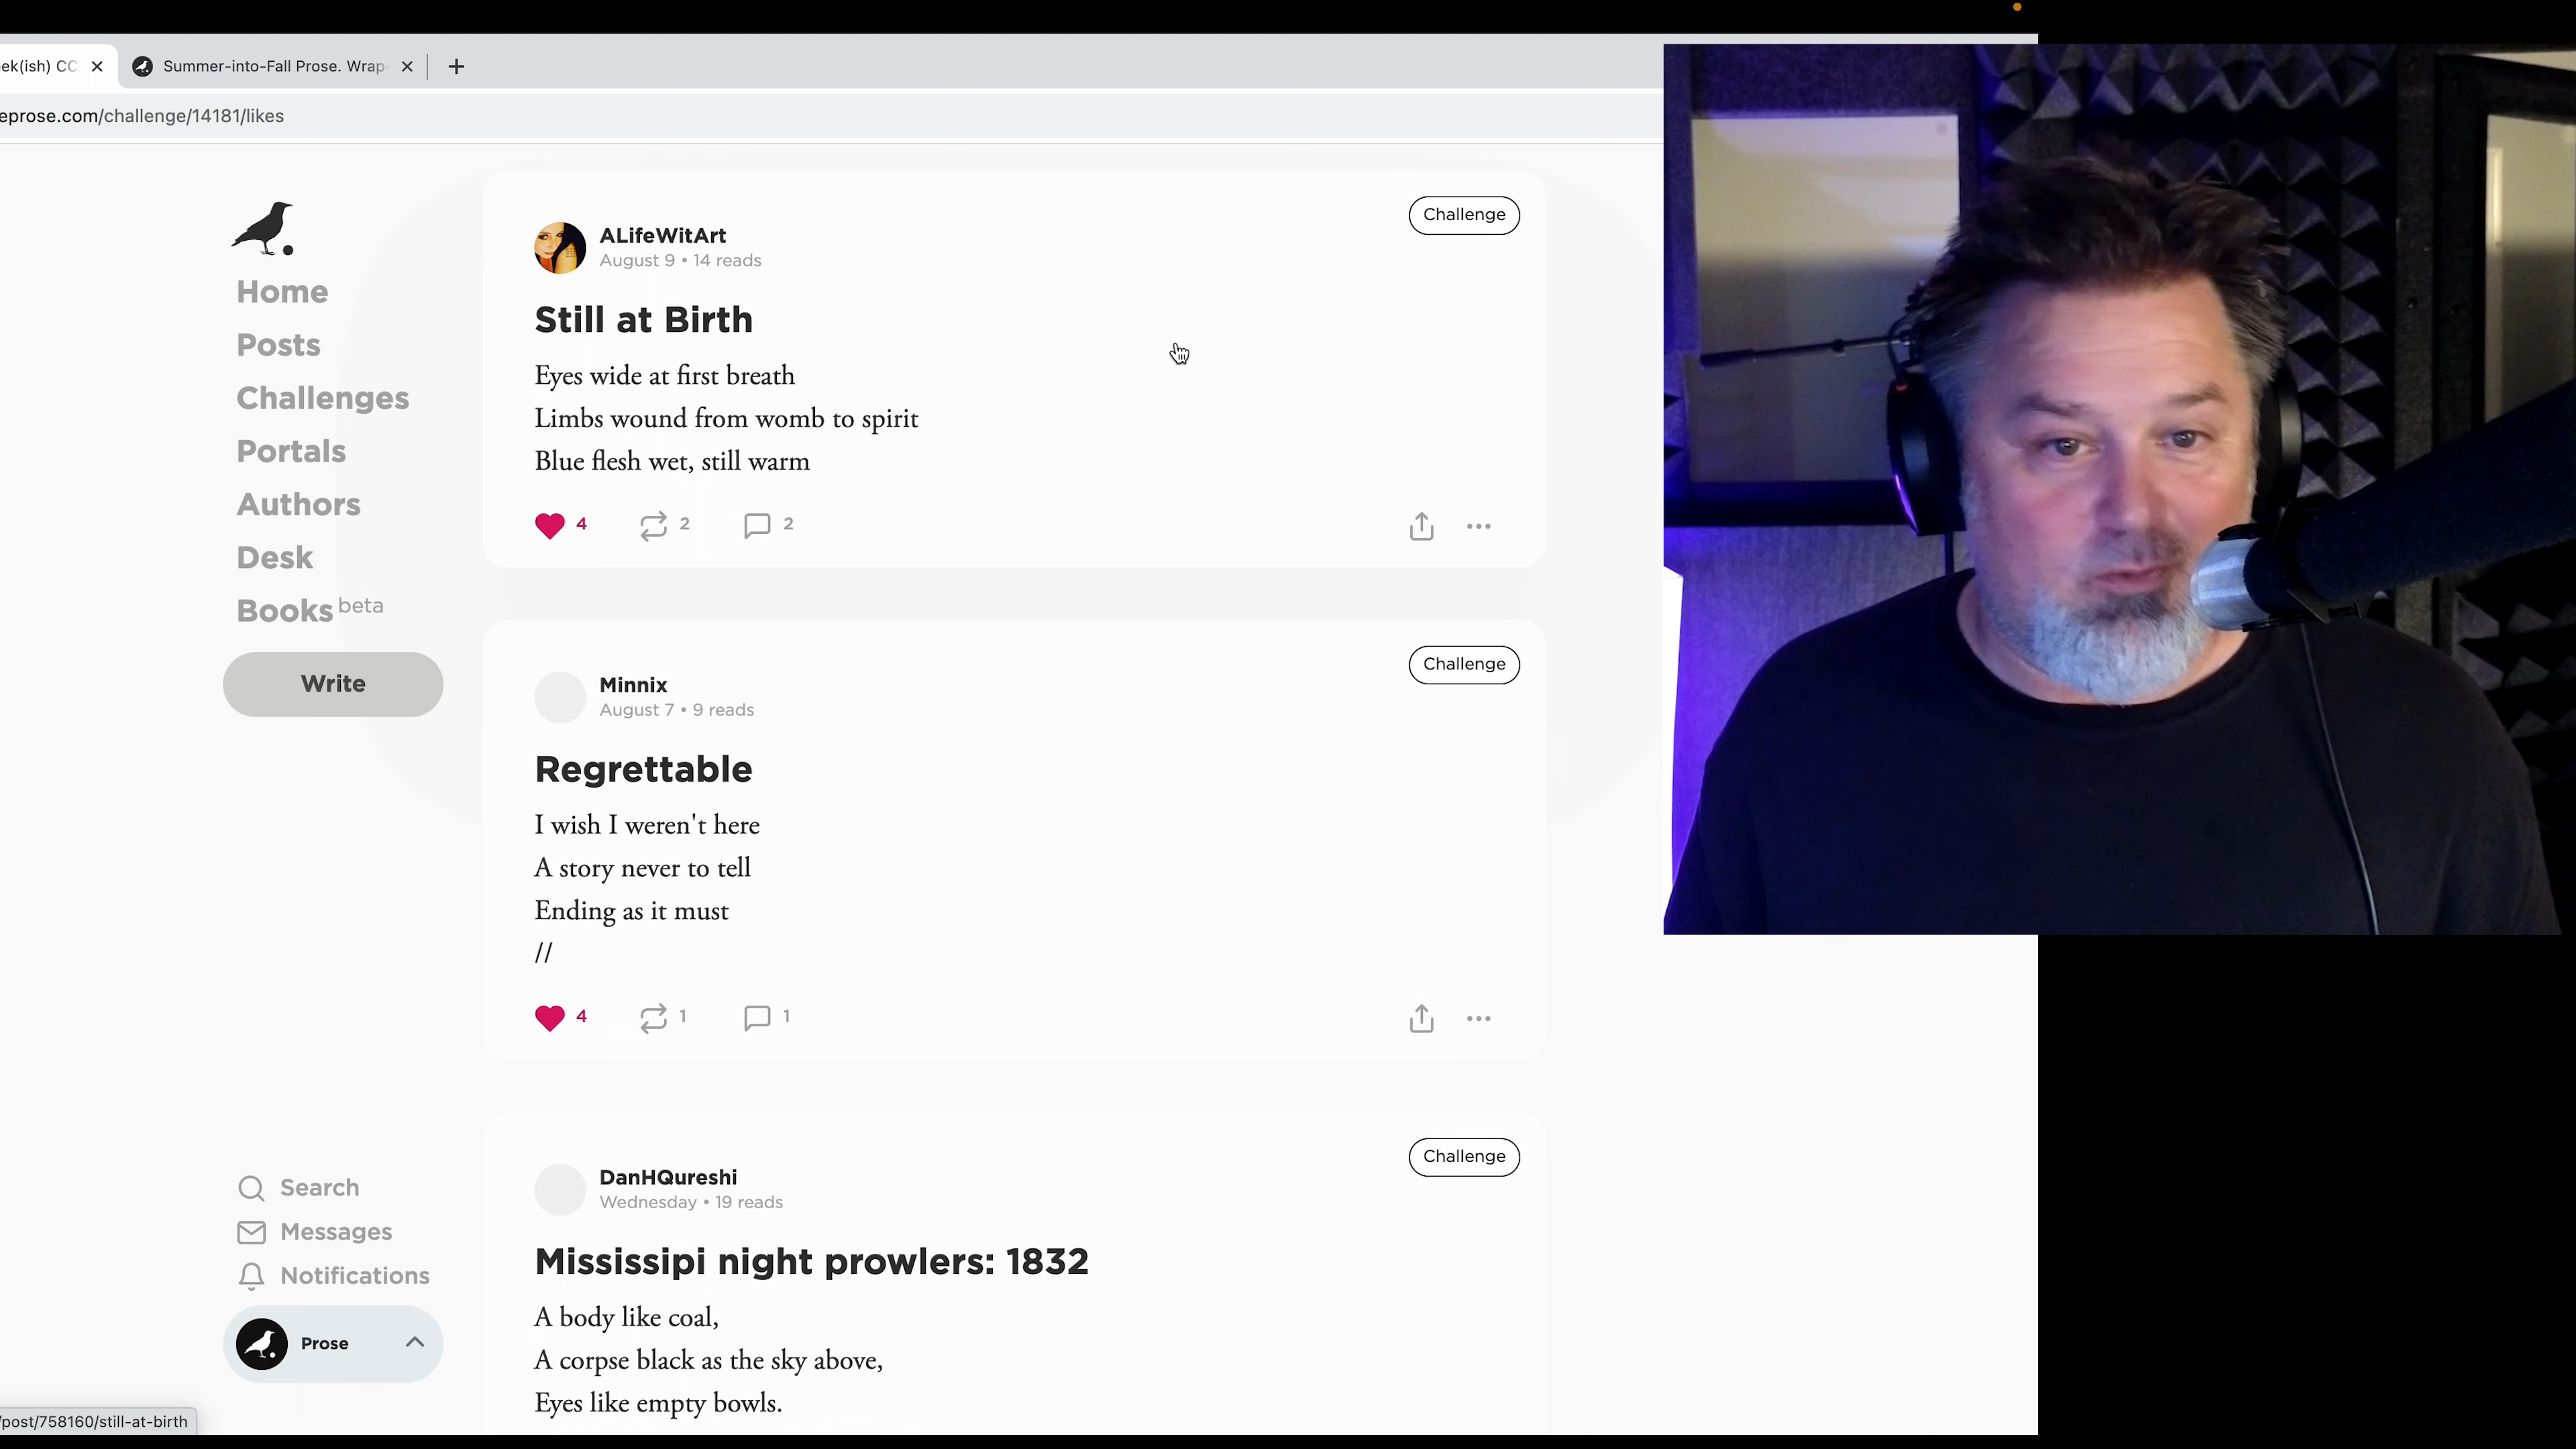 ek(ish) CC
Summer-into-Fall Prose. Wrap-
eprose.com/challenge/14181/likes
Home
Posts
Challenges
Portals
Authors
Desk
Books beta
Write
Search
Messages
Notifications
Prose
/post/758160/still-at-birth
ALifeWitArt
August 9 • 14 reads
Challenge
Still at Birth
Eyes wide at first breath
Limbs wound from womb to spirit
Blue flesh wet, still warm
4 2 2
Minnix
August 7 • 9 reads
Challenge
Regrettable
I wish I weren't here
A story never to tell
Ending as it must
//
4 1 1
DanHQureshi
Wednesday • 19 reads
Challenge
Mississipi night prowlers: 1832
A body like coal,
A corpse black as the sky above,
Eyes like empty bowls.